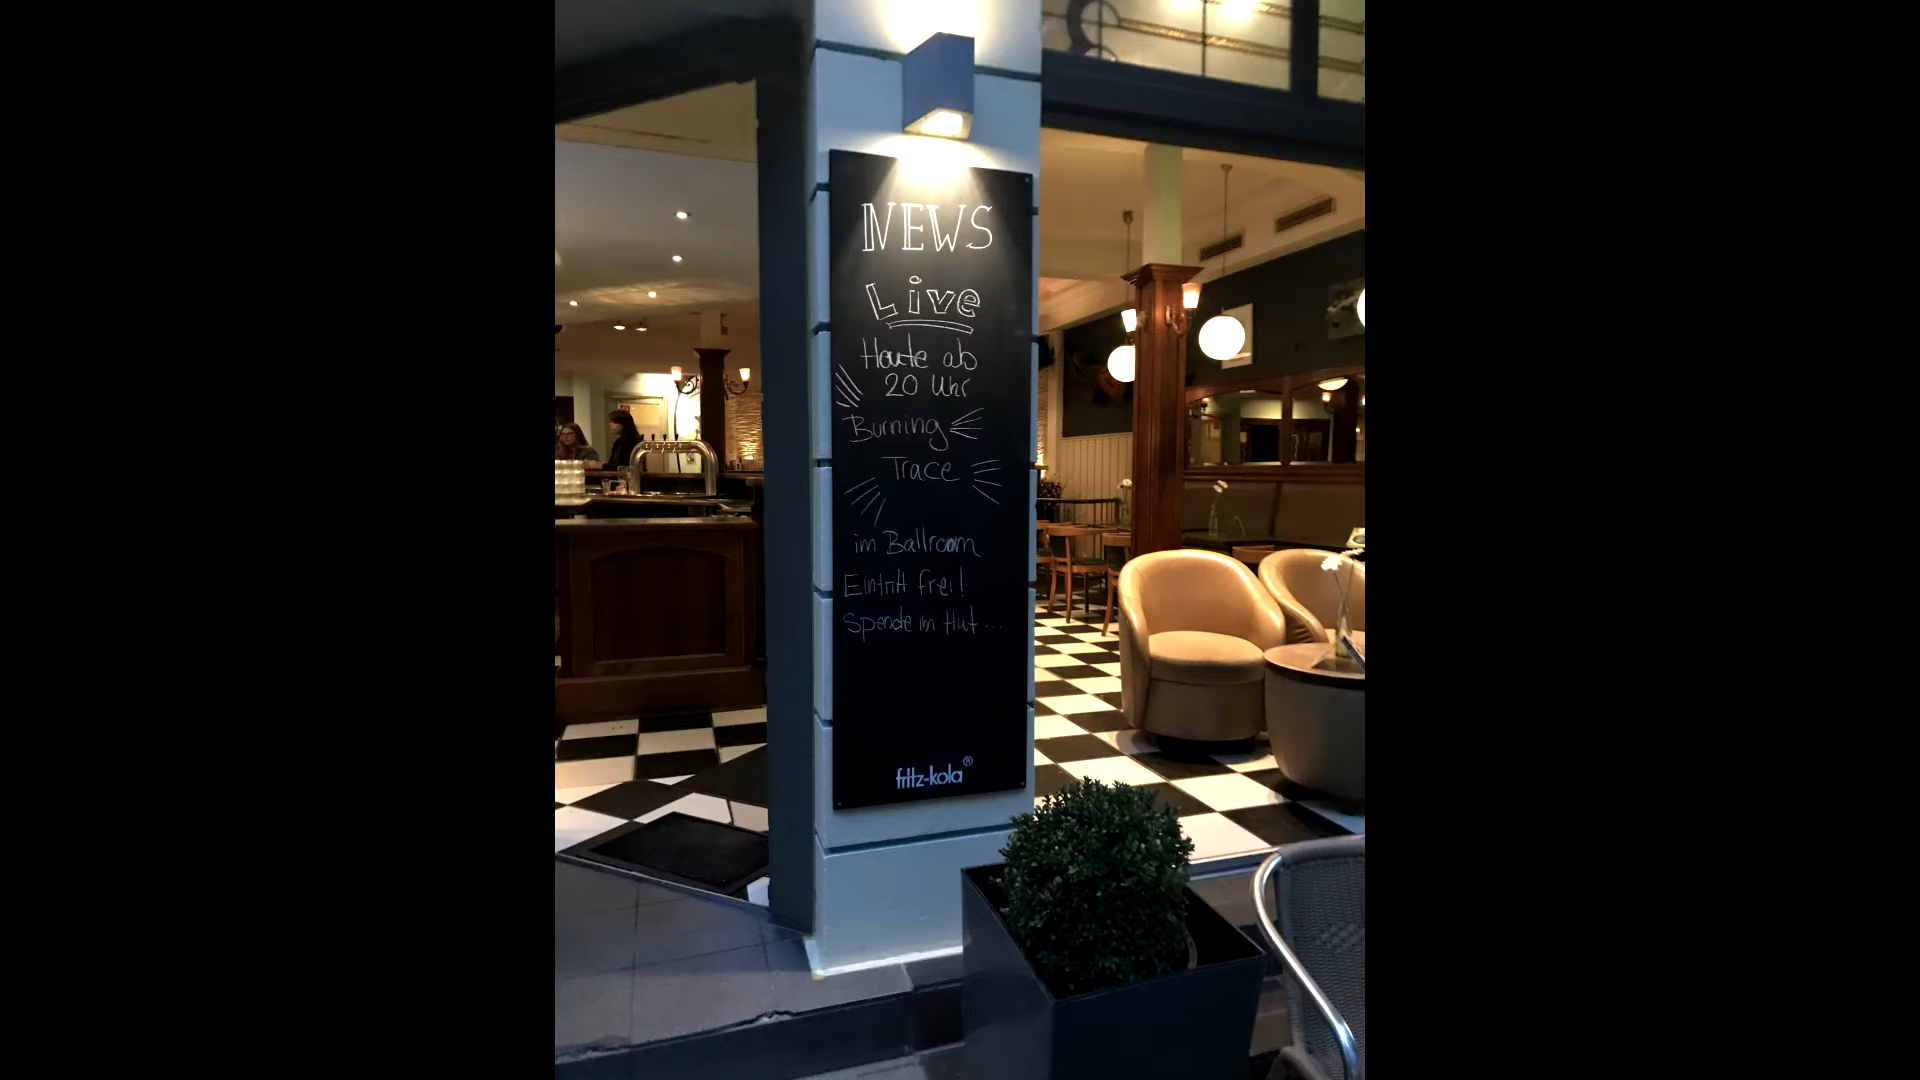 NEWS
Live
Heute ab
20 Uhr
Burning
Trace
im Ballroom
Eintritt frei!
Spende im Hut...
fritz-kola®